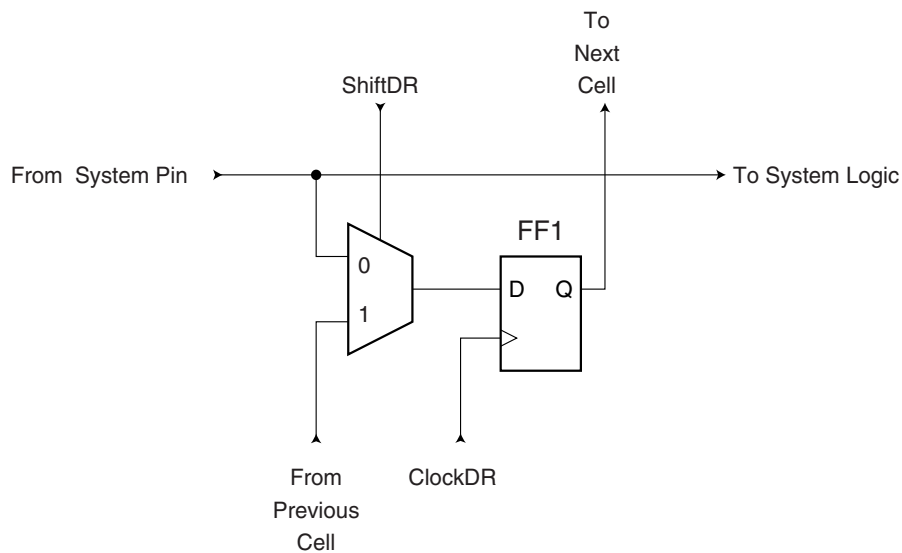 To
Next
Cell
ShiftDR
From System Pin
To System Logic
FF1
0
D Q
1
From
Previous
Cell
ClockDR